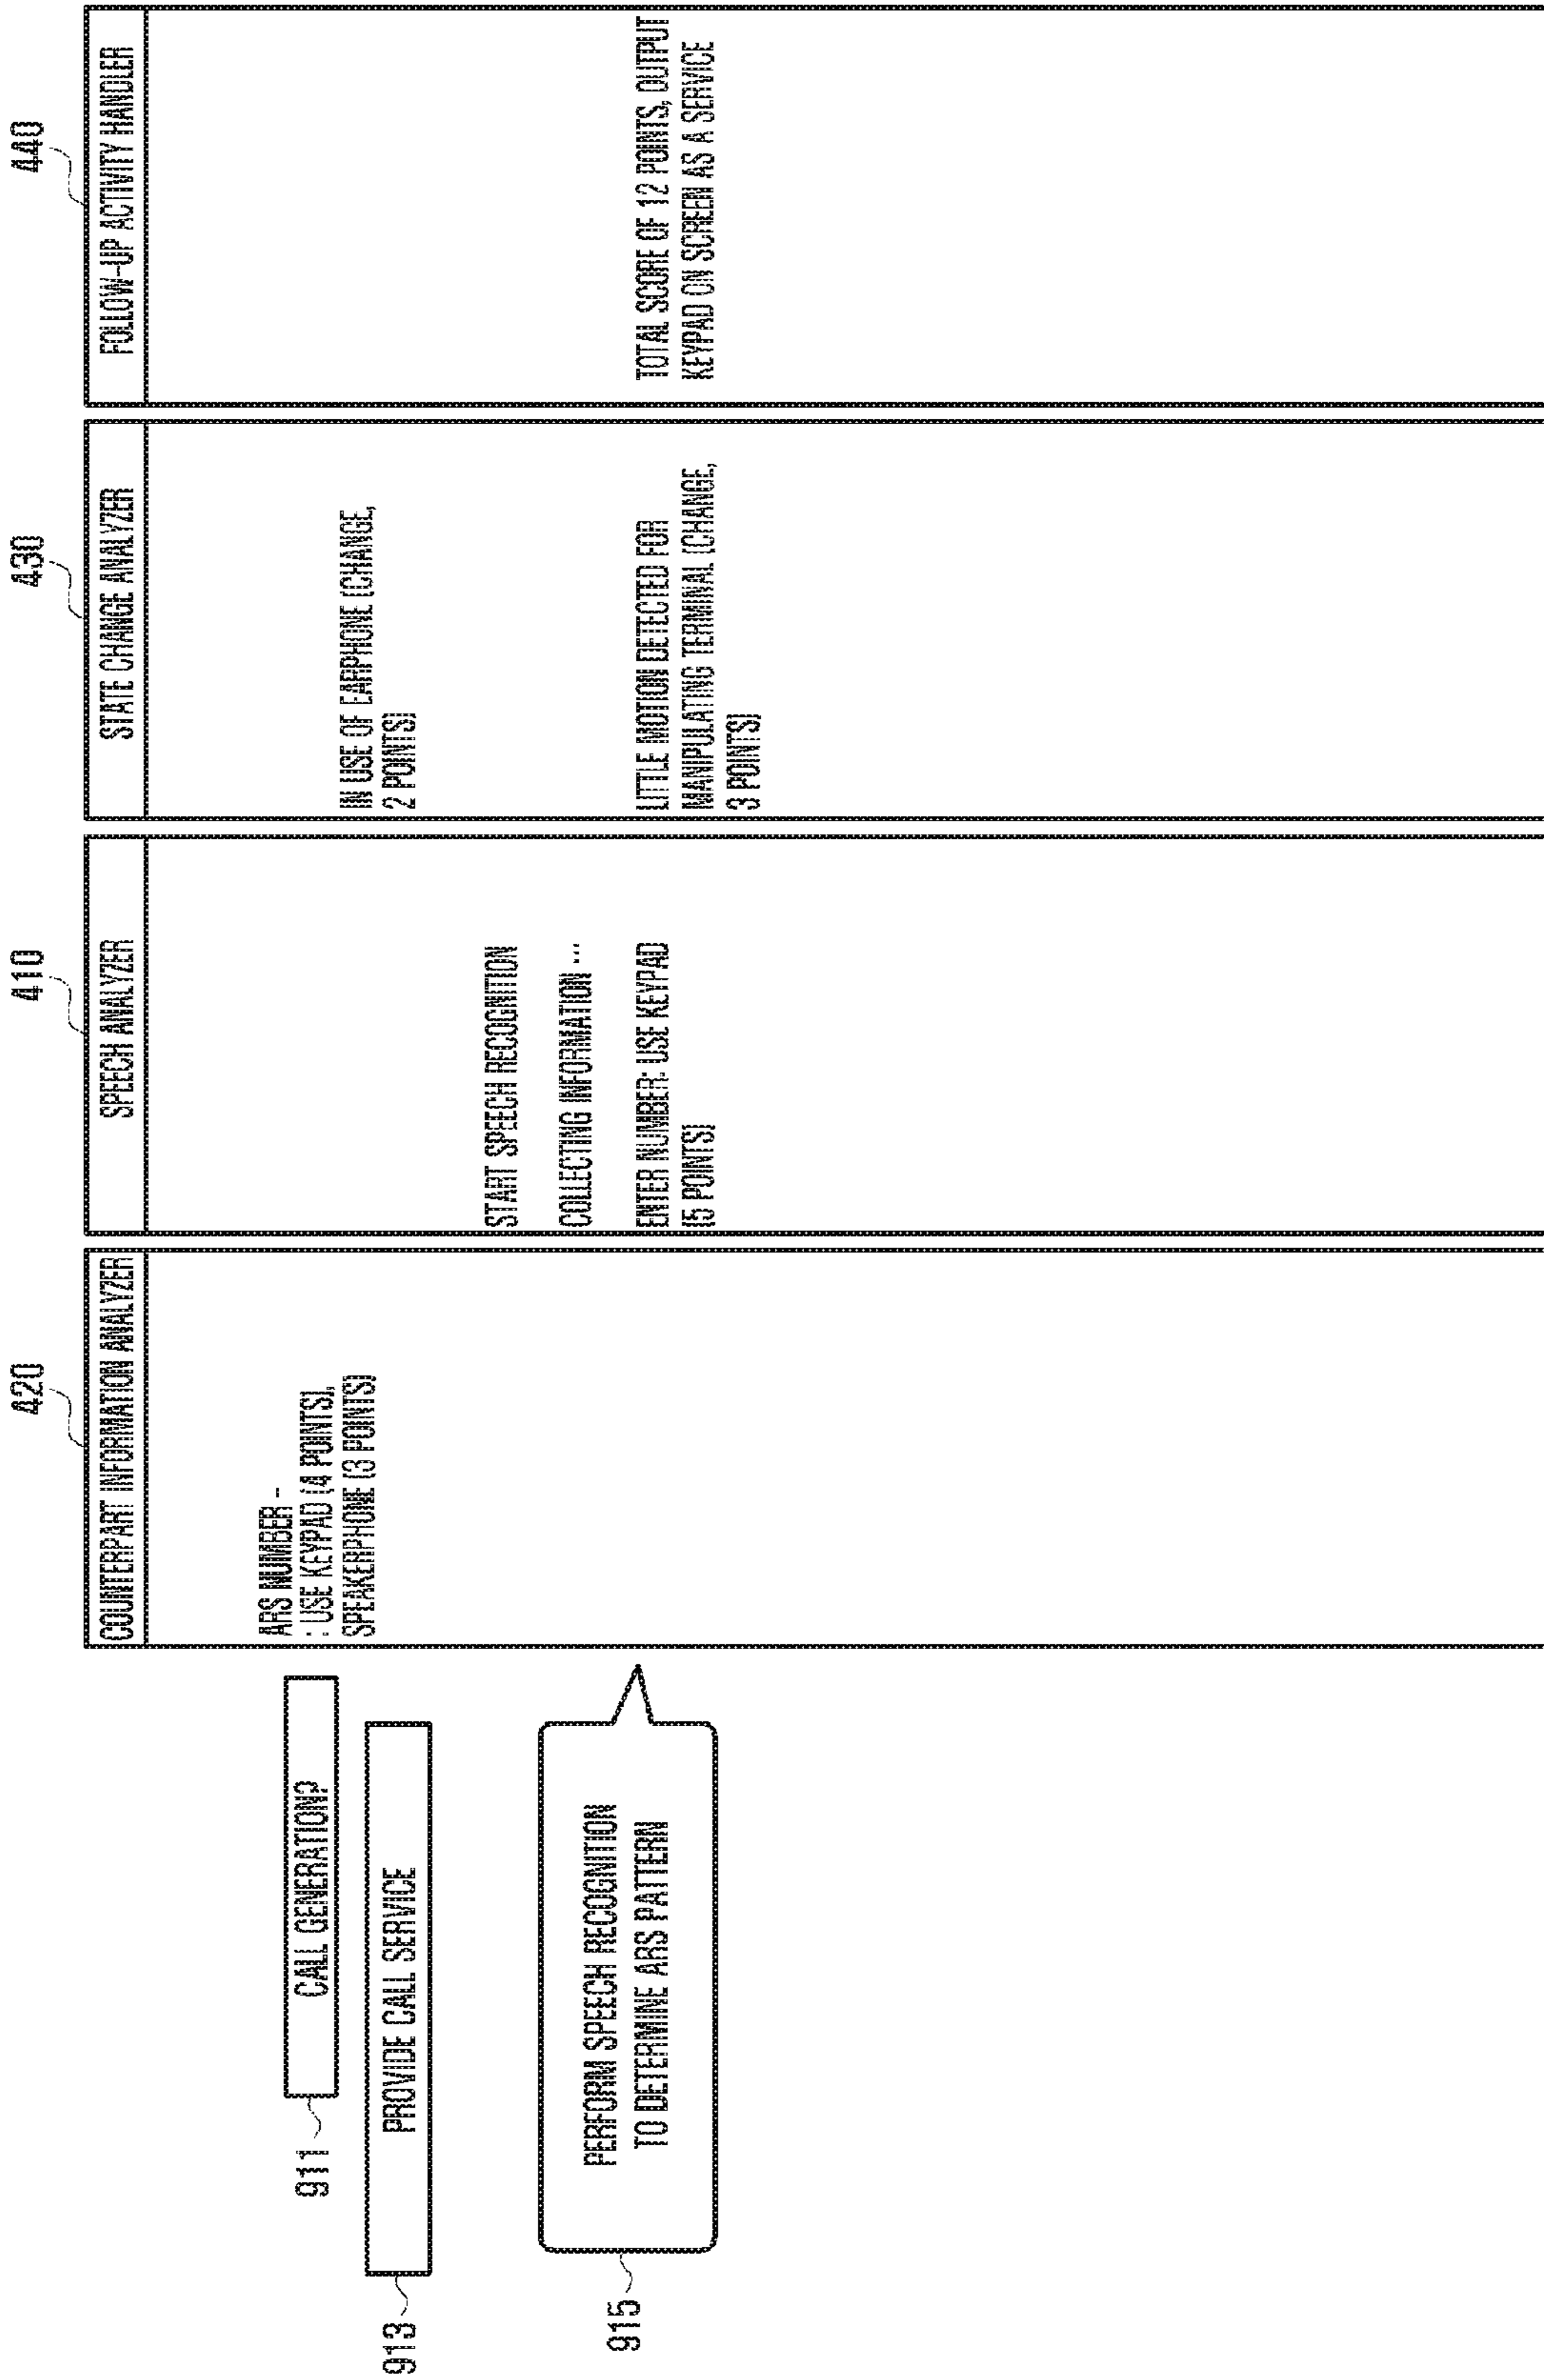 420
410
430
440
COUNTERPART INFORMATION ANALYZER
SPEECH ANALYZER
STATE CHANGE ANALYZER
FOLLOW-UP ACTIVITY HANDLER
911
CALL GENERATION?
913
PROVIDE CALL SERVICE
915
PERFORM SPEECH RECOGNITION
TO DETERMINE ARS PATTERN
ARS NUMBER -
: USE KEYPAD (4 POINTS),
SPEAKERPHONE (3 POINTS)
START SPEECH RECOGNITION
COLLECTING INFORMATION ...
ENTER NUMBER: USE KEYPAD
(5 POINTS)
IN USE OF EARPHONE (CHANGE,
2 POINTS)
LITTLE MOTION DETECTED FOR
MANIPULATING TERMINAL (CHANGE,
3 POINTS)
TOTAL SCORE OF 12 POINTS, OUTPUT
KEYPAD ON SCREEN AS A SERVICE